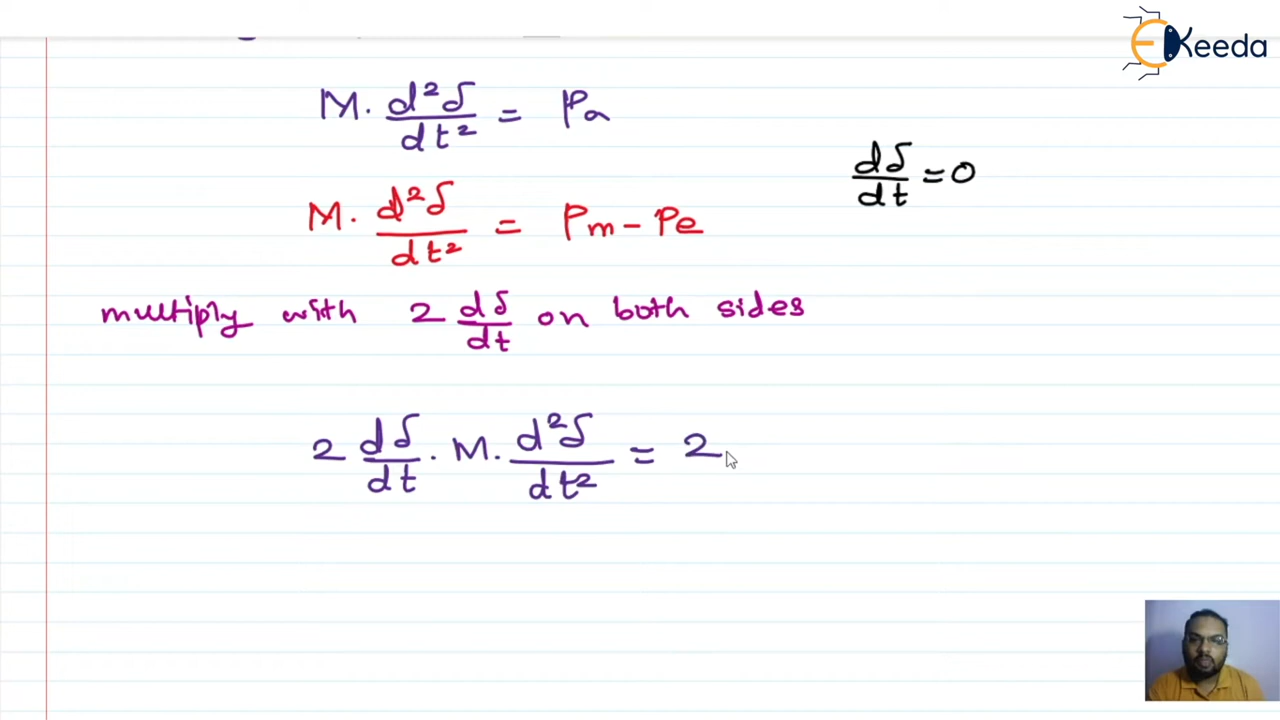 EKeeda
M. d²δ/dt² = Pa
dδ/dt = 0
M. d²δ/dt² = Pm - Pe
multiply with 2 dδ/dt on both sides
2 dδ/dt . M. d²δ/dt² = 2